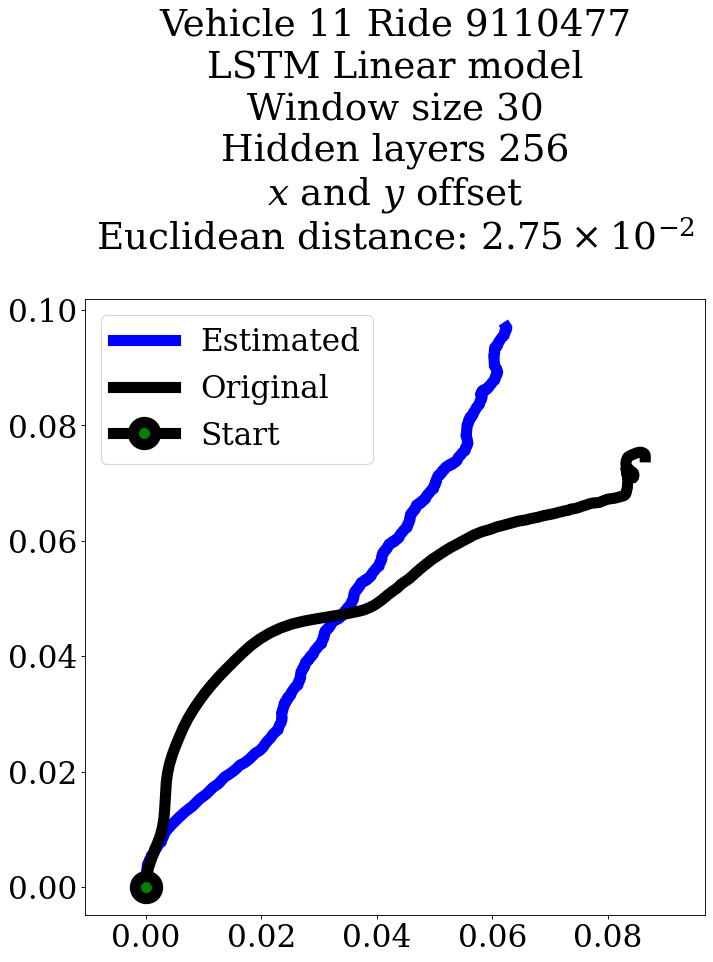 Vehicle 11 Ride 9110477
LSTM Linear model
Window size 30
Hidden layers 256
x and y offset
Euclidean distance: 2.75 × 10⁻²
0.10
0.08
0.06
0.04
0.02
0.00
Estimated
Original
Start
0.00 0.02 0.04 0.06 0.08